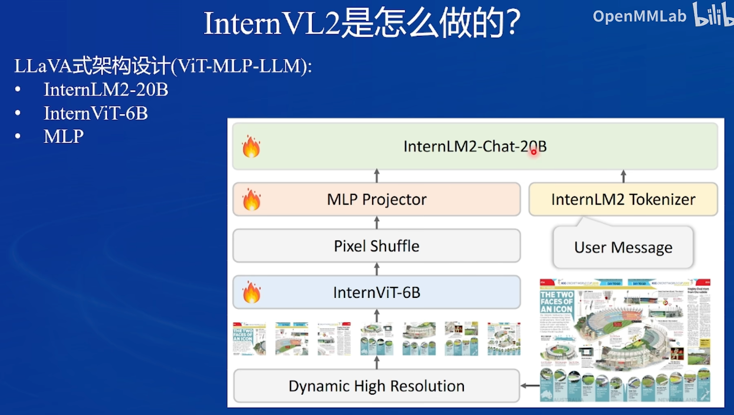 InternVL2是怎么做的?
OpenMMLab bilib
LLaVA式架构设计(ViT-MLP-LLM):
• InternLM2-20B
• InternViT-6B
• MLP
InternLM2-Chat-20B
MLP Projector
InternLM2 Tokenizer
Pixel Shuffle
User Message
InternViT-6B
THE TWO
FACES OF
AN ICON
Dynamic High Resolution